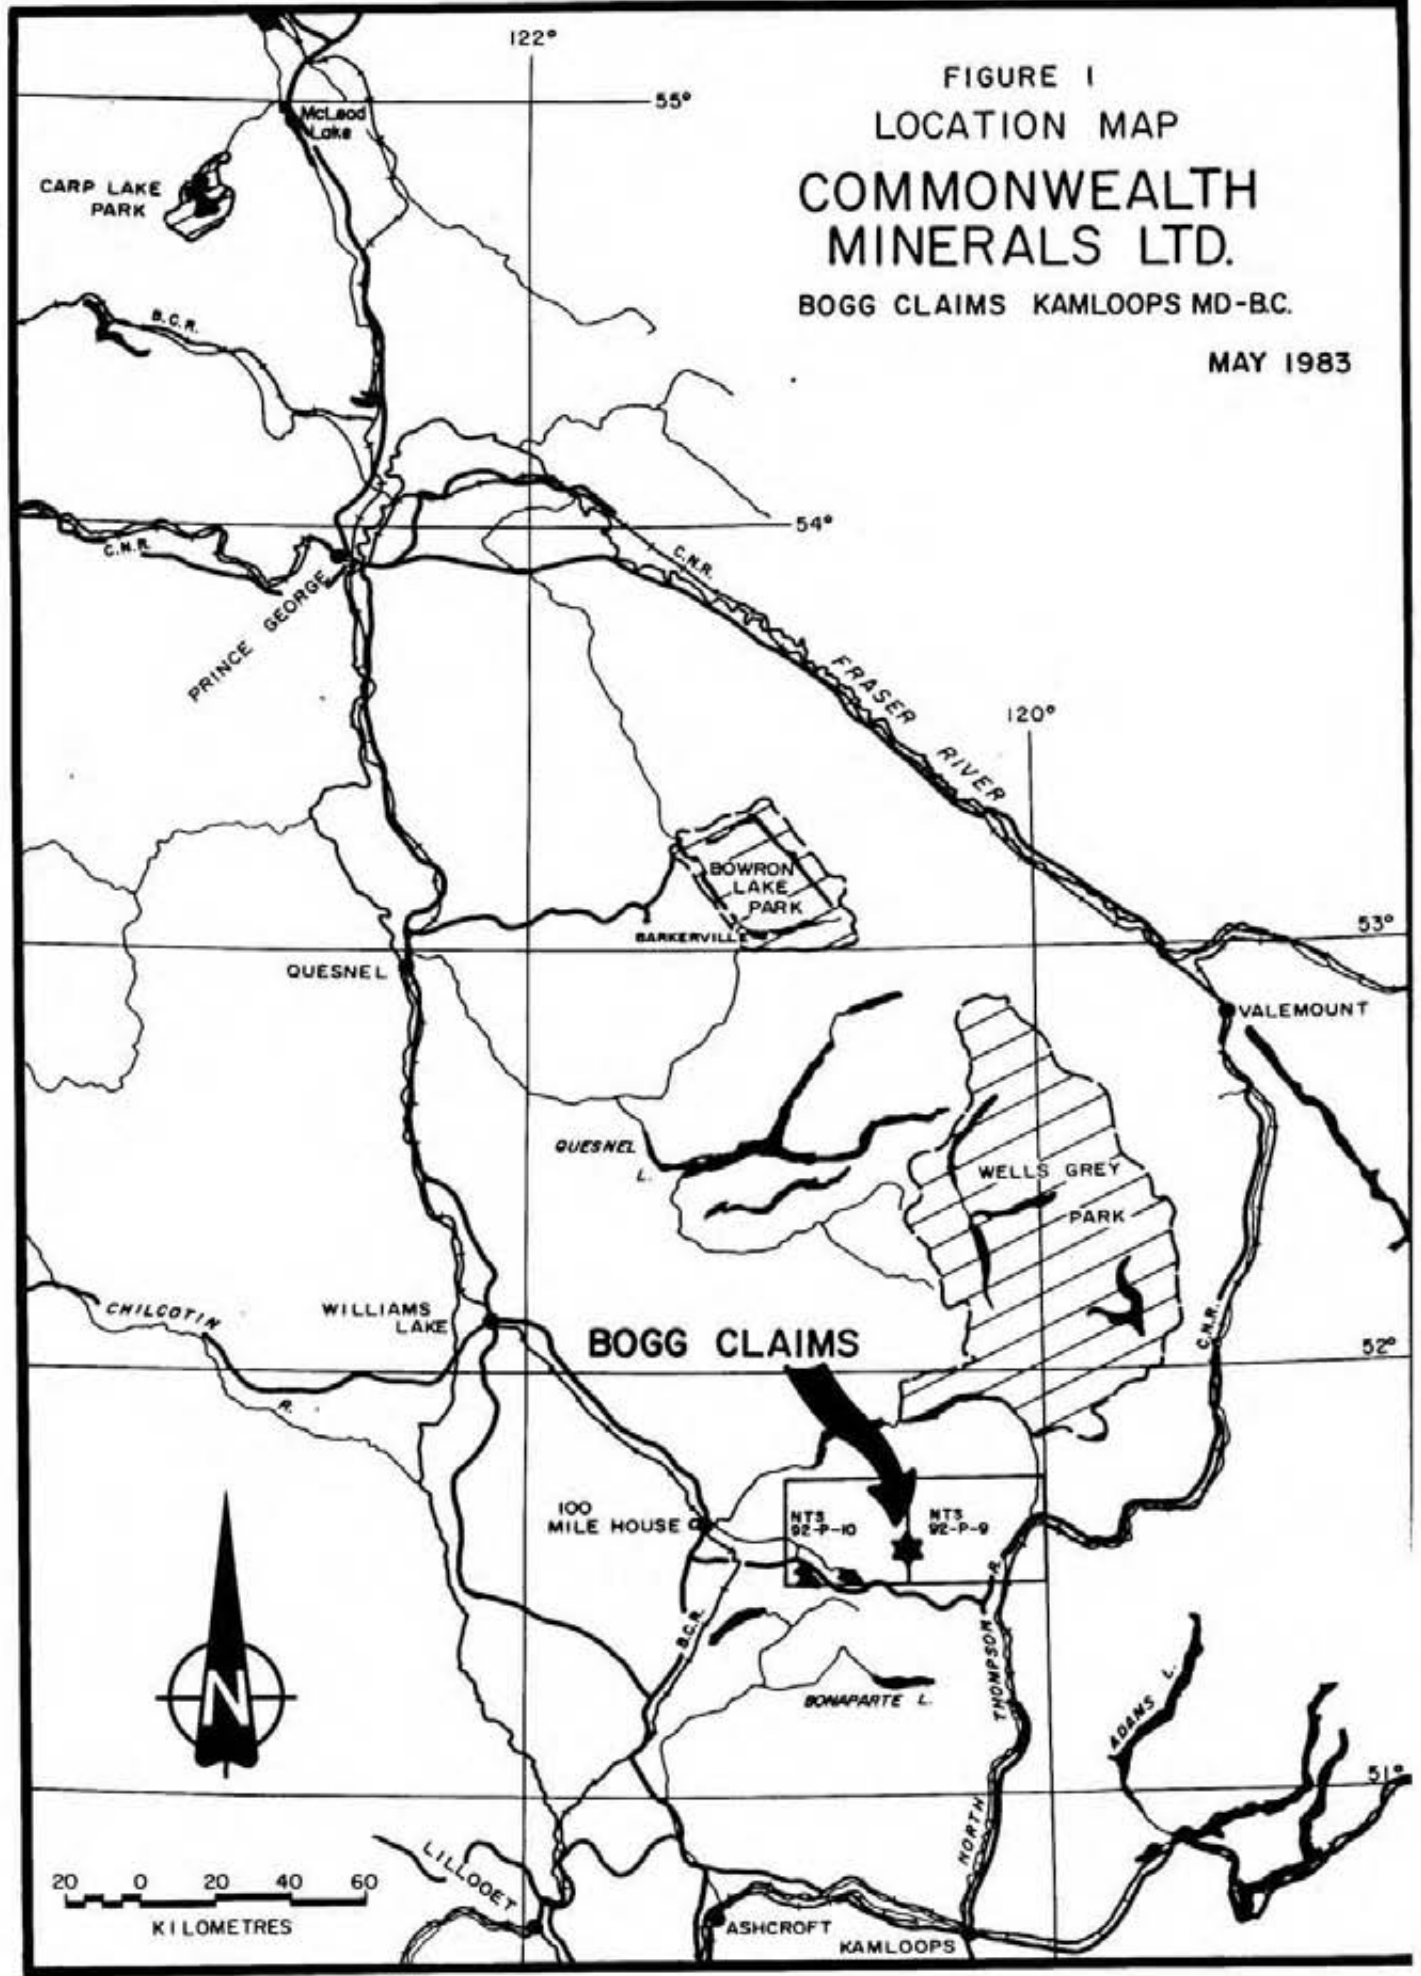 122°
FIGURE 1
LOCATION MAP
COMMONWEALTH
MINERALS LTD.
BOGG CLAIMS KAMLOOPS MD-B.C.
MAY 1983
55°
McLeod
Lake
CARP LAKE
PARK
B.C.R.
54°
C.N.R.
C.N.R.
PRINCE GEORGE
FRASER RIVER
120°
BOWRON
LAKE
PARK
BARKERVILLE
53°
QUESNEL
VALEMOUNT
QUESNEL
L.
WELLS GREY
PARK
CHILCOTIN
R.
WILLIAMS
LAKE
BOGG CLAIMS
C.N.R.
52°
100
MILE HOUSE
NTS
92-P-10
NTS
92-P-9
B.C.R.
BONAPARTE L.
NORTH THOMPSON R.
ADAMS L.
N
51°
LILLOOET
20 0 20 40 60
KILOMETRES
ASHCROFT
KAMLOOPS